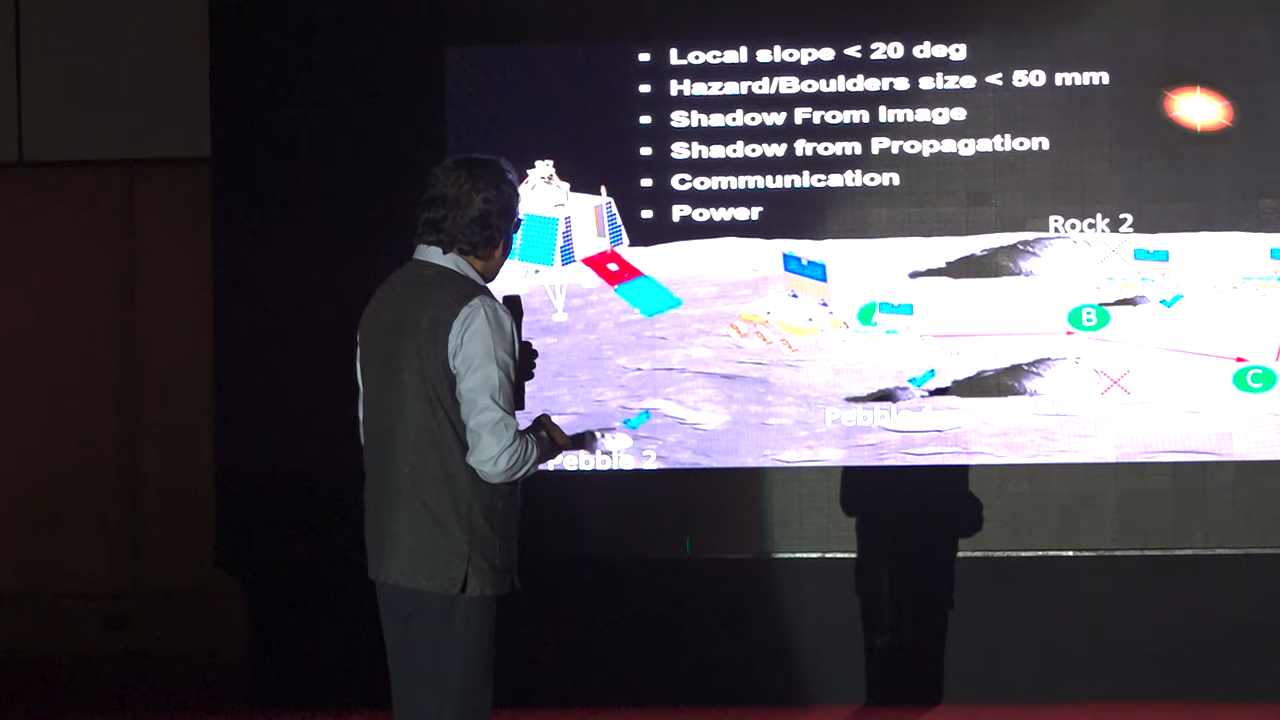 Local slope < 20 deg
Hazard/Boulders size < 50 mm
Shadow From Image
Shadow from Propagation
Communication
Power
Rock 2
A
B
C
Pebble
Pebble 2